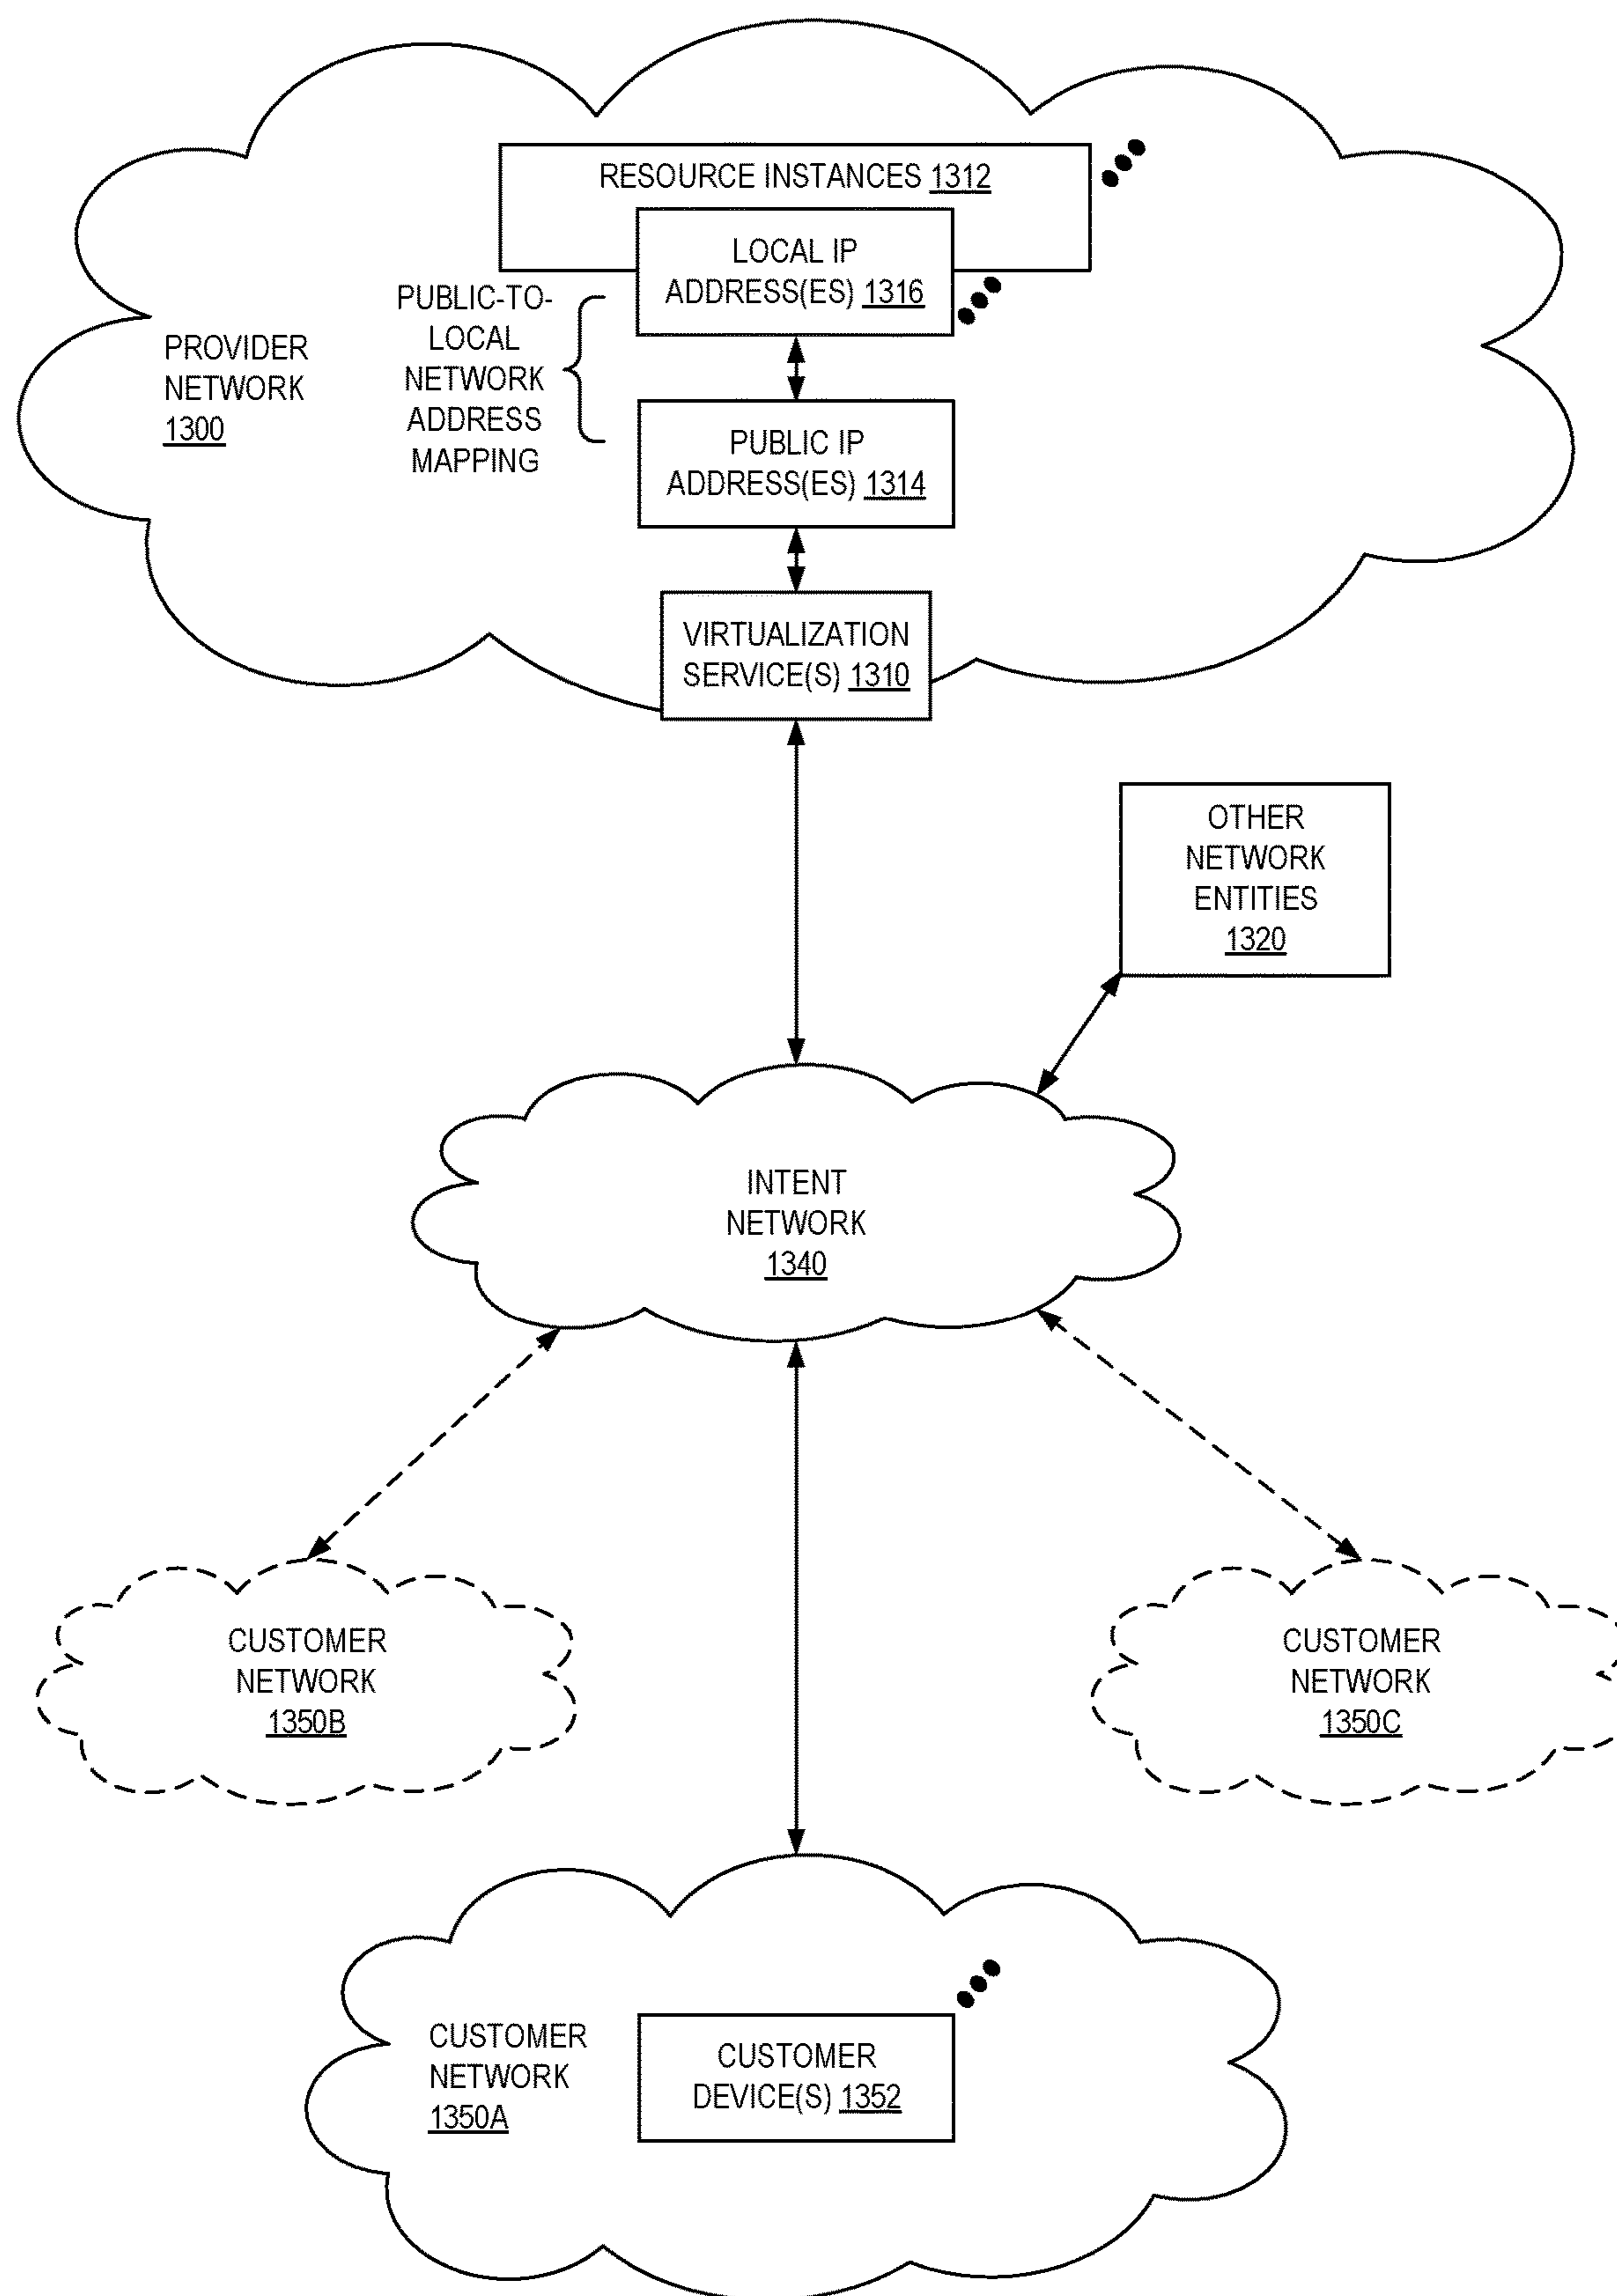 RESOURCE INSTANCES 1312
LOCAL IP
ADDRESS(ES) 1316
PUBLIC-TO-
LOCAL
NETWORK
ADDRESS
MAPPING
PROVIDER
NETWORK
1300
PUBLIC IP
ADDRESS(ES) 1314
VIRTUALIZATION
SERVICE(S) 1310
OTHER
NETWORK
ENTITIES
1320
INTENT
NETWORK
1340
CUSTOMER
NETWORK
1350B
CUSTOMER
NETWORK
1350C
CUSTOMER
NETWORK
1350A
CUSTOMER
DEVICE(S) 1352